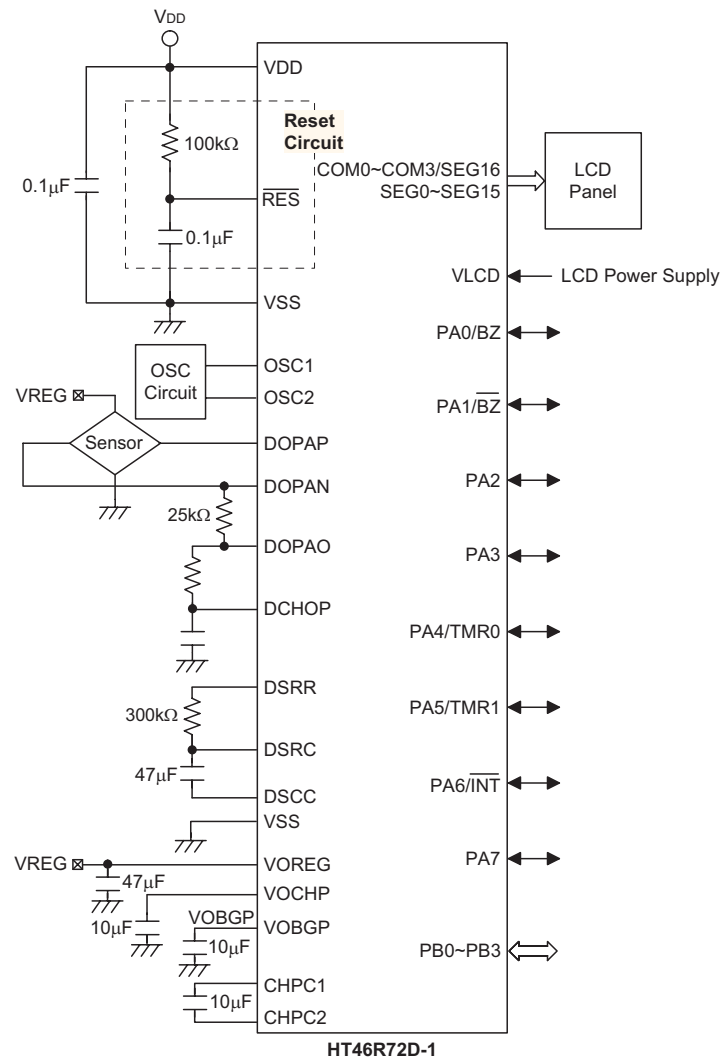 VDD
VDD
Reset
Circuit
100kΩ
COM0~COM3/SEG16
SEG0~SEG15
LCD
Panel
0.1μF
RES
0.1μF
VLCD
LCD Power Supply
VSS
PA0/BZ
OSC
Circuit
OSC1
OSC2
VREG
PA1/BZ
Sensor
DOPAP
DOPAN
PA2
25kΩ
DOPAO
PA3
DCHOP
PA4/TMR0
DSRR
300kΩ
PA5/TMR1
DSRC
47μF
DSCC
PA6/INT
VSS
VREG
VOREG
PA7
47μF
VOCHP
10μF
VOBGP
VOBGP
10μF
PB0~PB3
CHPC1
10μF
CHPC2
HT46R72D-1